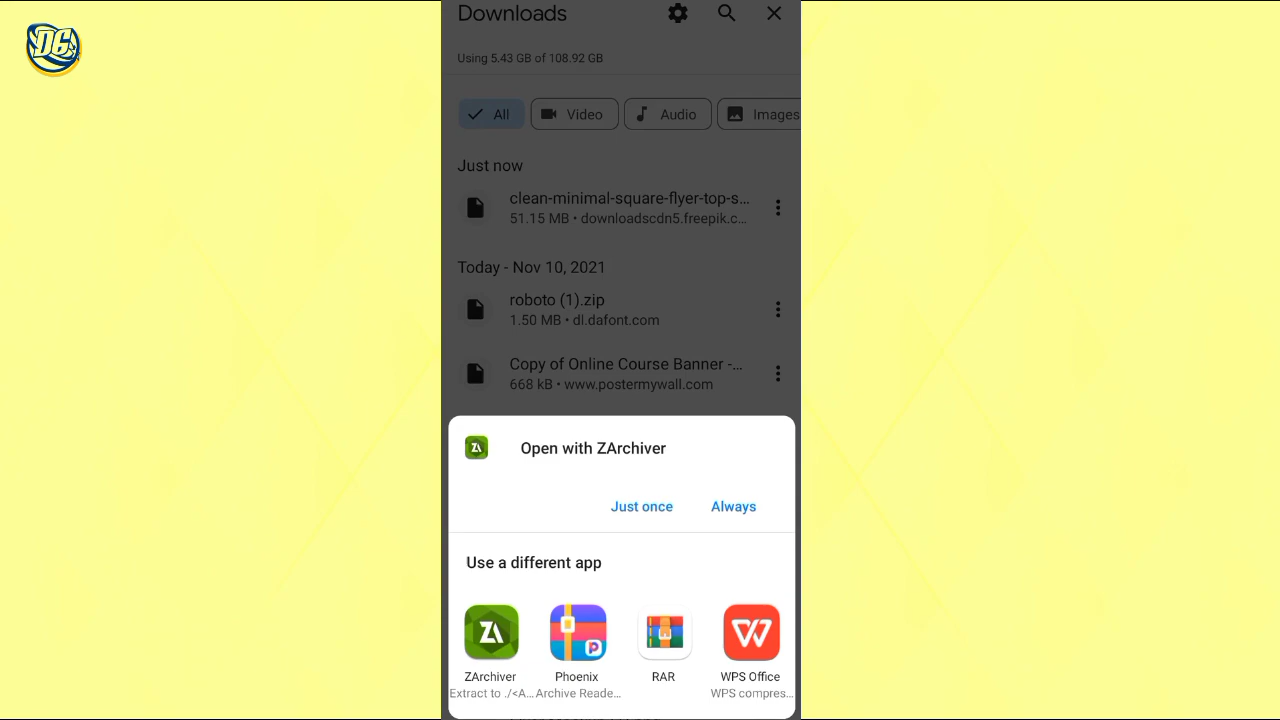 DG
Downloads
Using 5.43 GB of 108.92 GB
All
Video
Audio
Images
Just now
clean-minimal-square-flyer-top-s...
51.15 MB • downloadscdn5.freepik.c...
Today - Nov 10, 2021
roboto (1).zip
1.50 MB • dl.dafont.com
Copy of Online Course Banner -...
668 kB • www.postermywall.com
ZA
Open with ZArchiver
Just once
Always
Use a different app
ZA
P
W
ZArchiver
Phoenix
RAR
WPS Office
Extract to ./<A...
Archive Reade...
WPS compres...